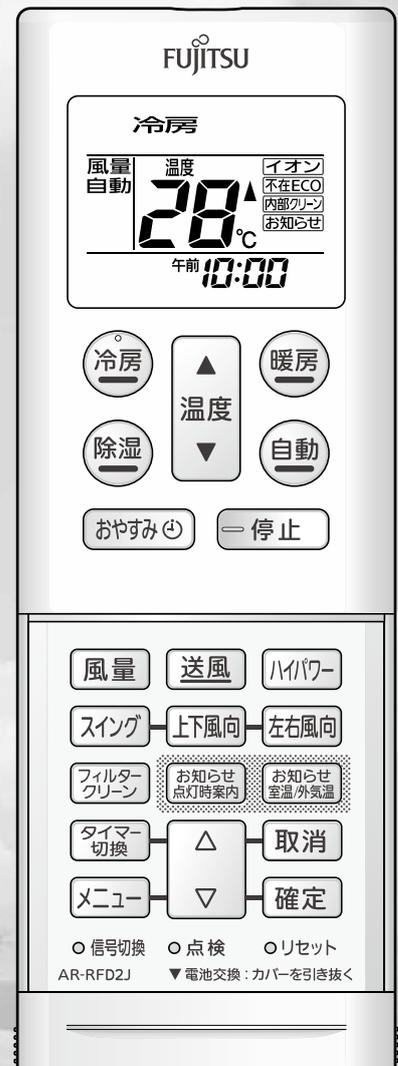 FUJITSU
冷房
風量
自動
温度
28℃
イオン
不在ECO
内部クリーン
お知らせ
午前10:00
冷房
温度
暖房
除湿
自動
おやすみ
停止
風量 送風 ハイパワー
スイング 上下風向 左右風向
フィルター
クリーン
お知らせ
点灯時案内
お知らせ
室温/外気温
タイマー
切換
取消
メニュー
確定
信号切換 点検 リセット
AR-RFD2J ▼電池交換:カバーを引き抜く